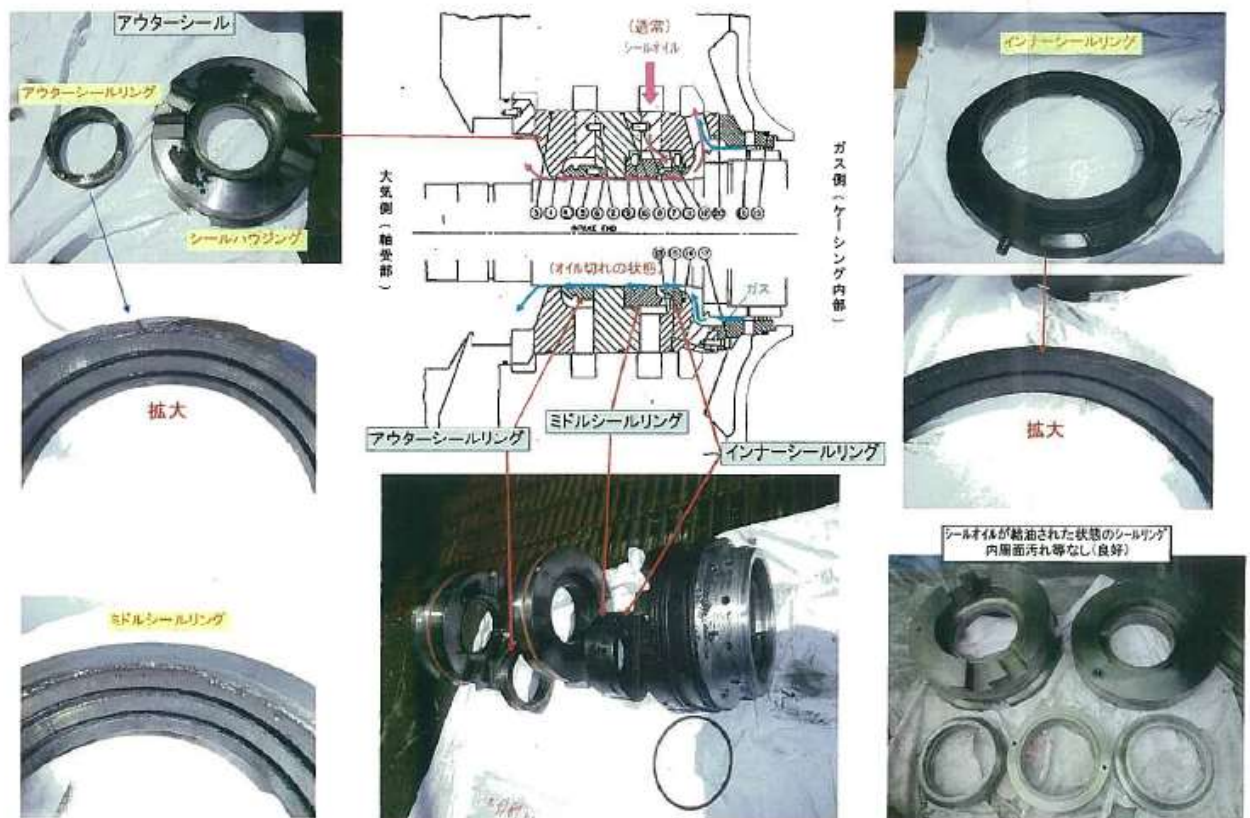 アウターシール
アウターシールリング
シールハウジング
拡大
ミドルシールリング
(通常)
シールオイル
大気側(軸受部)
ガス側(ケーシング内部)
INTAKE END
(オイル切れの状態)
ガス
アウターシールリング
ミドルシールリング
インナーシールリング
インナーシールリング
拡大
シールオイルが給油された状態のシールリング
内周面汚れ等なし(良好)